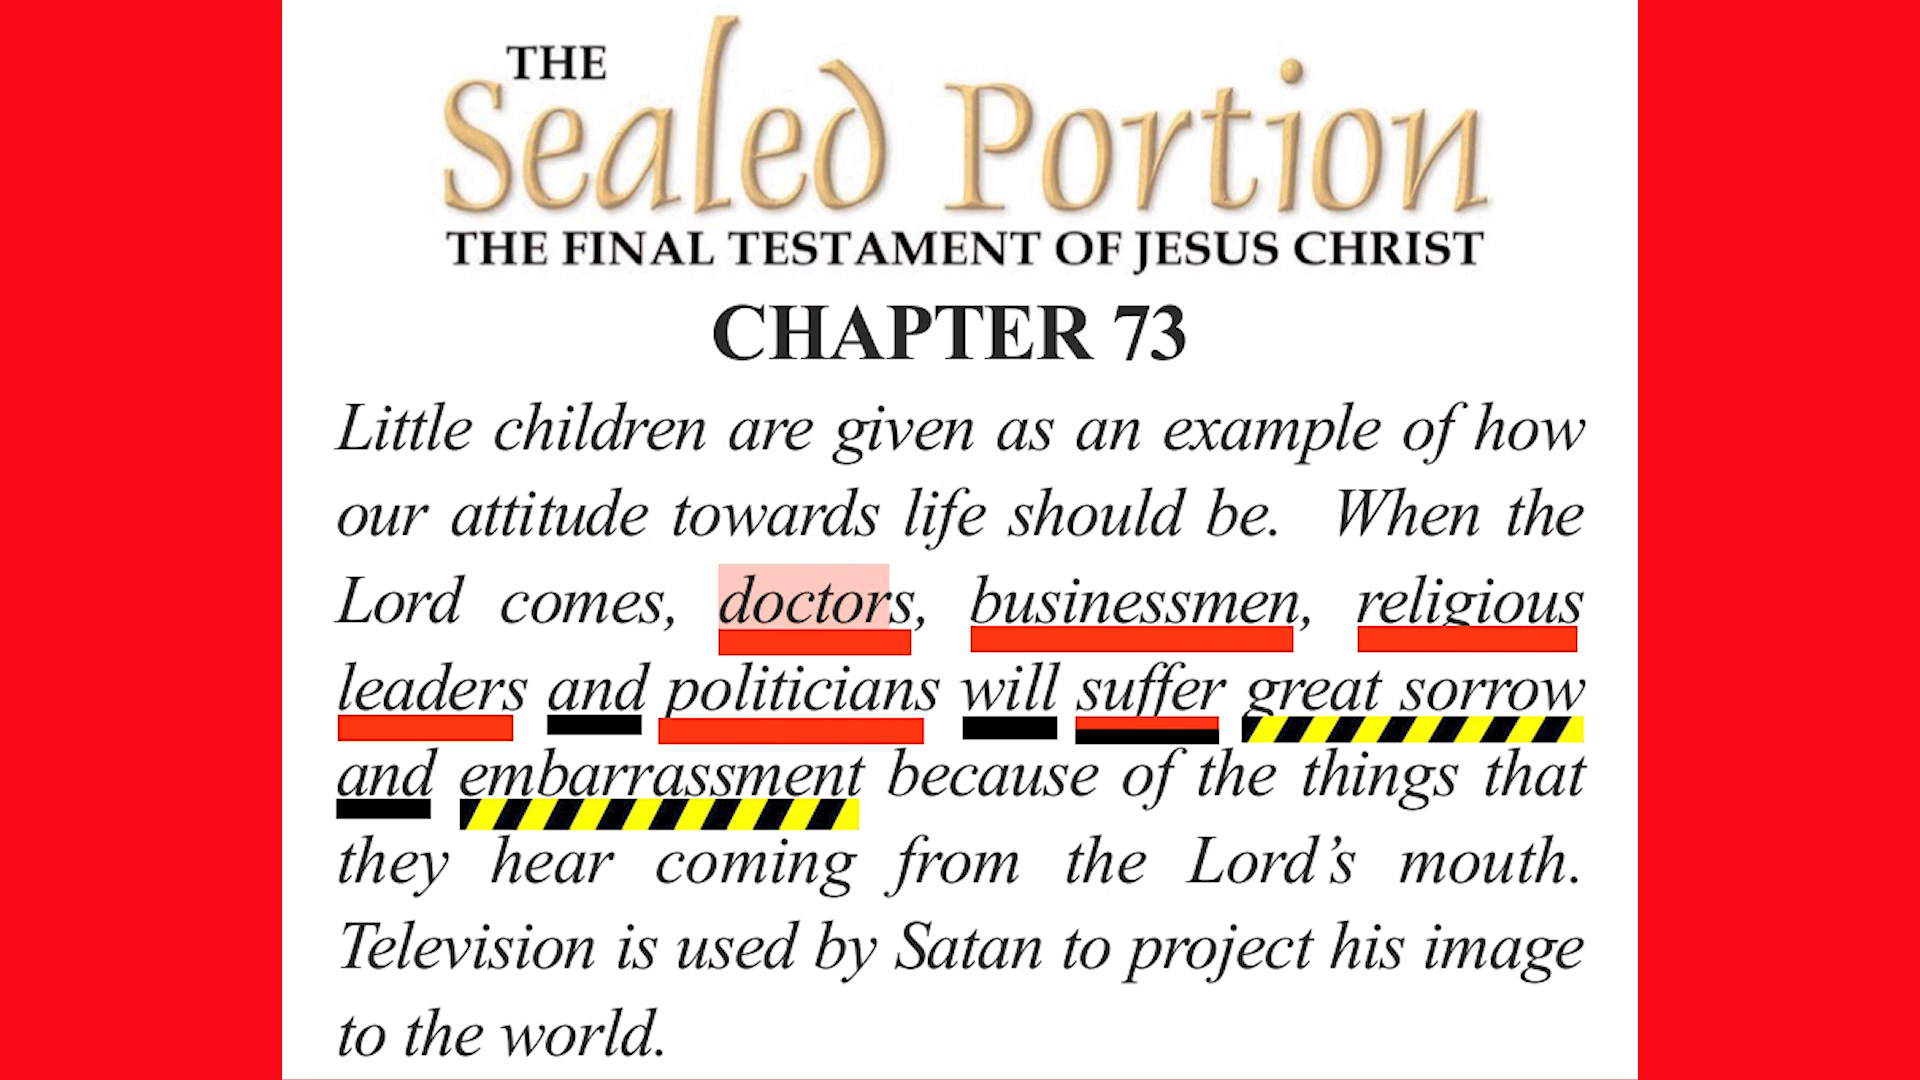 THE
Sealed Portion
THE FINAL TESTAMENT OF JESUS CHRIST
CHAPTER 73
Little children are given as an example of how
our attitude towards life should be. When the
Lord comes, doctors, businessmen, religious
leaders and politicians will suffer great sorrow
and embarrassment because of the things that
they hear coming from the Lord’s mouth.
Television is used by Satan to project his image
to the world.